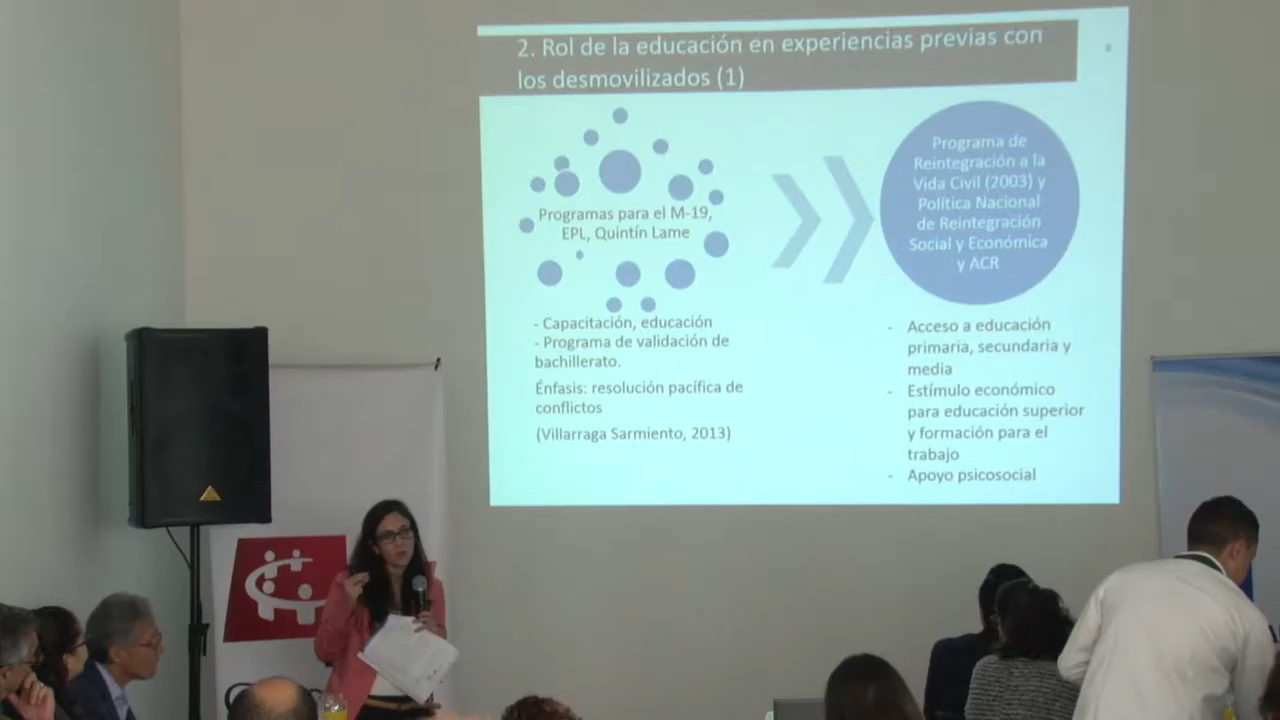 2. Rol de la educación en experiencias previas con
los desmovilizados (1)
Programas para el M-19,
EPL, Quintín Lame
- Capacitación, educación
- Programa de validación de
bachillerato.
Énfasis: resolución pacífica de
conflictos
(Villarraga Sarmiento, 2013)
Programa de
Reintegración a la
Vida Civil (2003) y
Política Nacional
de Reintegración
Social y Económica
y ACR
- Acceso a educación
primaria, secundaria y
media
- Estímulo económico
para educación superior
y formación para el
trabajo
- Apoyo psicosocial